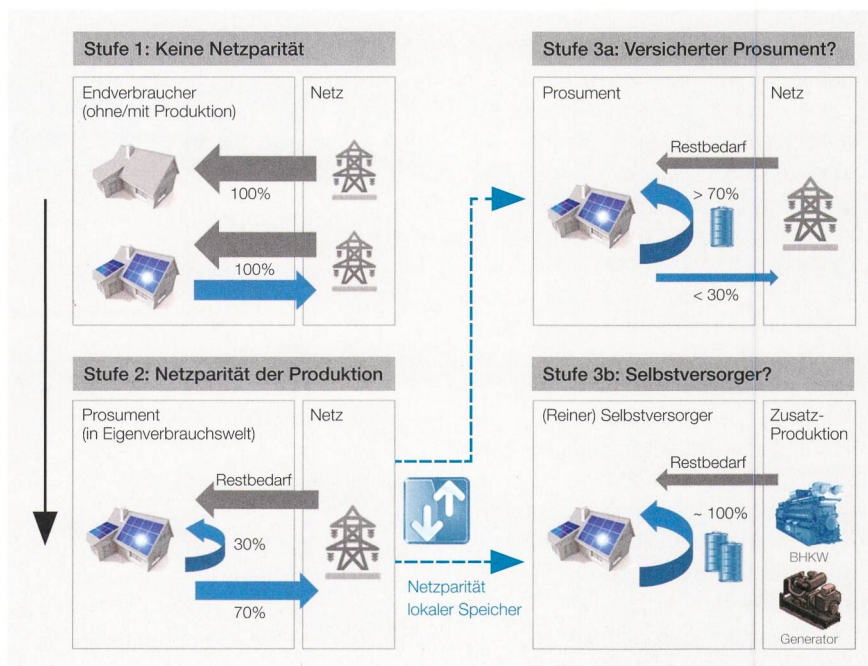 Stufe 1: Keine Netzparität
Endverbraucher
(ohne/mit Produktion)
Netz
100%
100%
Stufe 2: Netzparität der Produktion
Prosument
(in Eigenverbrauchswelt)
Netz
Restbedarf
30%
70%
Netzparität
lokaler Speicher
Stufe 3a: Versicherter Prosument?
Prosument
Netz
Restbedarf
> 70%
< 30%
Stufe 3b: Selbstversorger?
(Reiner) Selbstversorger
Zusatz-
Produktion
Restbedarf
~ 100%
BHKW
Generator